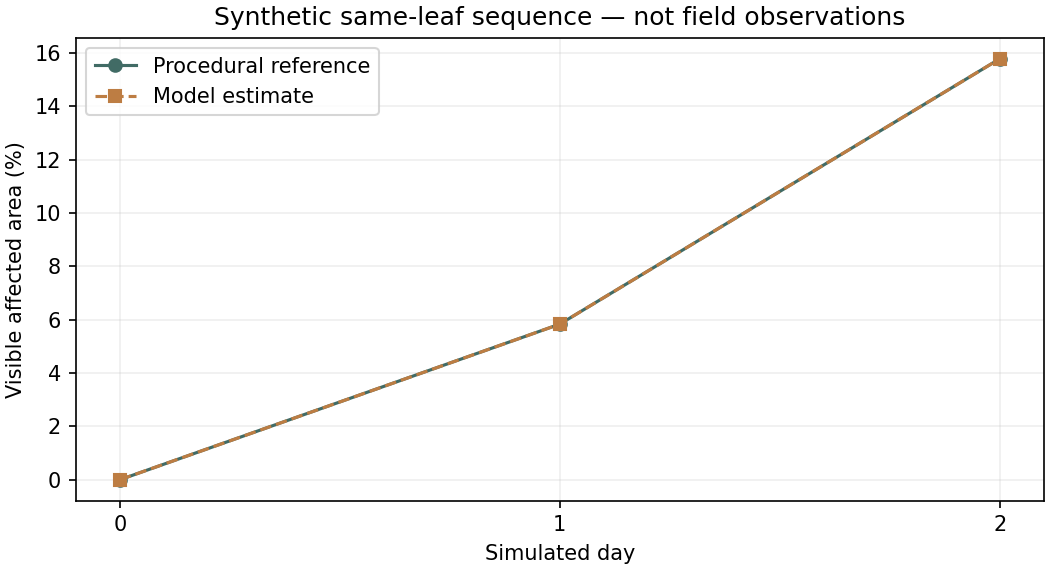 Synthetic same-leaf sequence — not field observations
Procedural reference
Model estimate
Visible affected area (%)
16
14
12
10
8
6
4
2
0
0 1 2
Simulated day